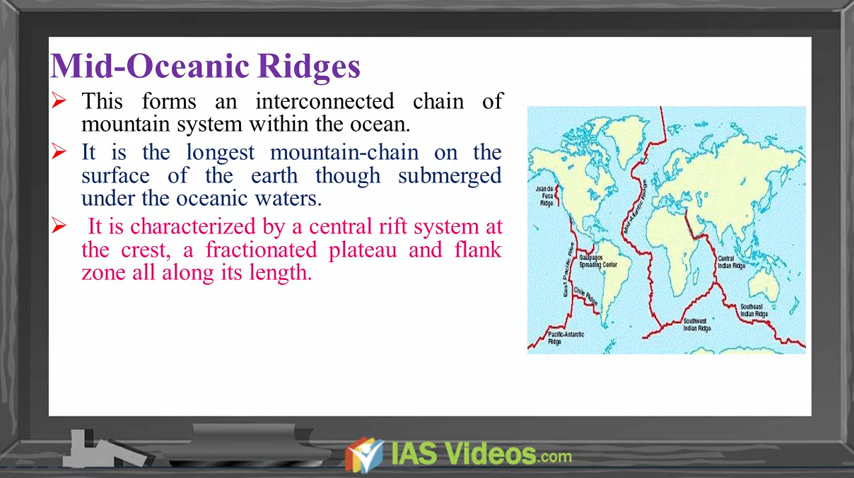 Mid-Oceanic Ridges
➢ This forms an interconnected chain of
mountain system within the ocean.
➢ It is the longest mountain-chain on the
surface of the earth though submerged
under the oceanic waters.
➢ It is characterized by a central rift system at
the crest, a fractionated plateau and flank
zone all along its length.
Juan de
Fuca
Ridge
Mid-Atlantic Ridge
East Pacific Rise
Galapagos
Spreading Center
Chile Ridge
Pacific-Antarctic
Ridge
Central
Indian Ridge
Southwest
Indian Ridge
Southeast
Indian Ridge
IAS Videos.com